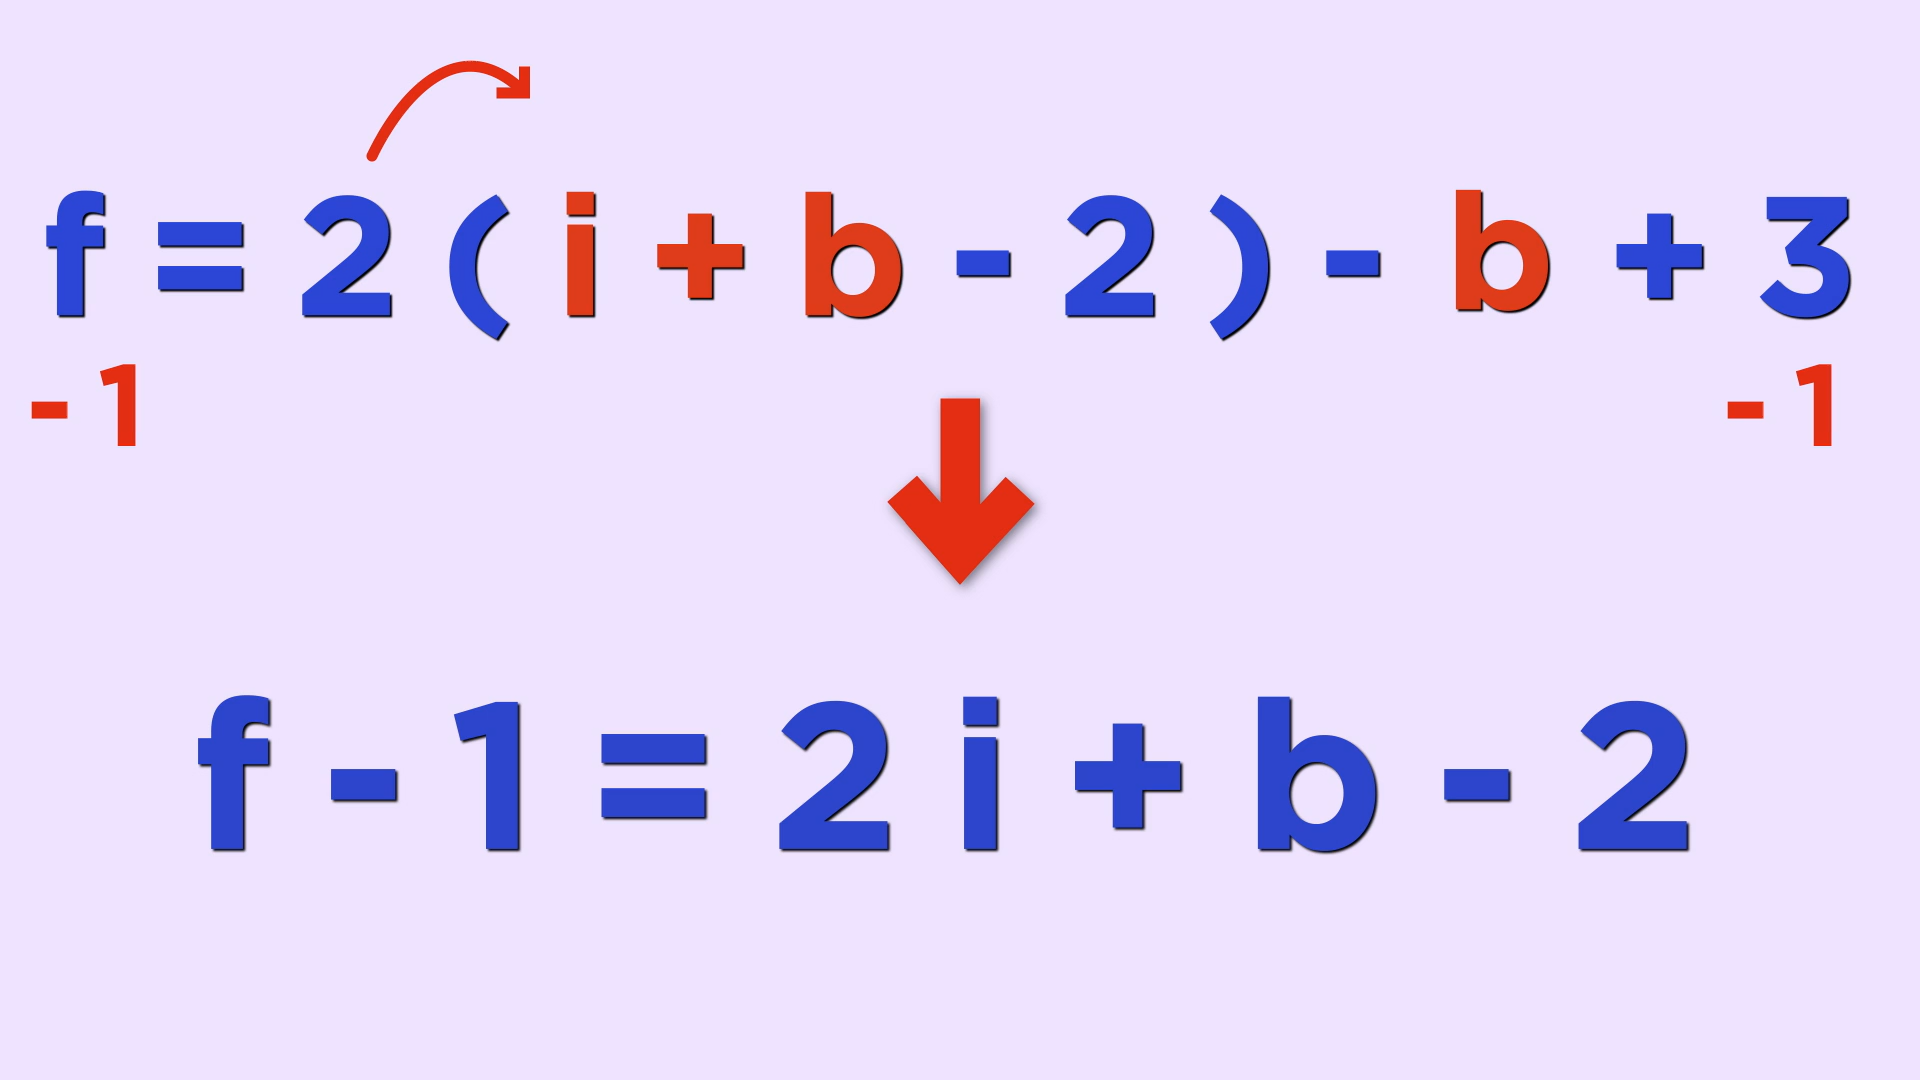 f = 2 ( i + b - 2 ) - b + 3
- 1 - 1
f - 1 = 2 i + b - 2